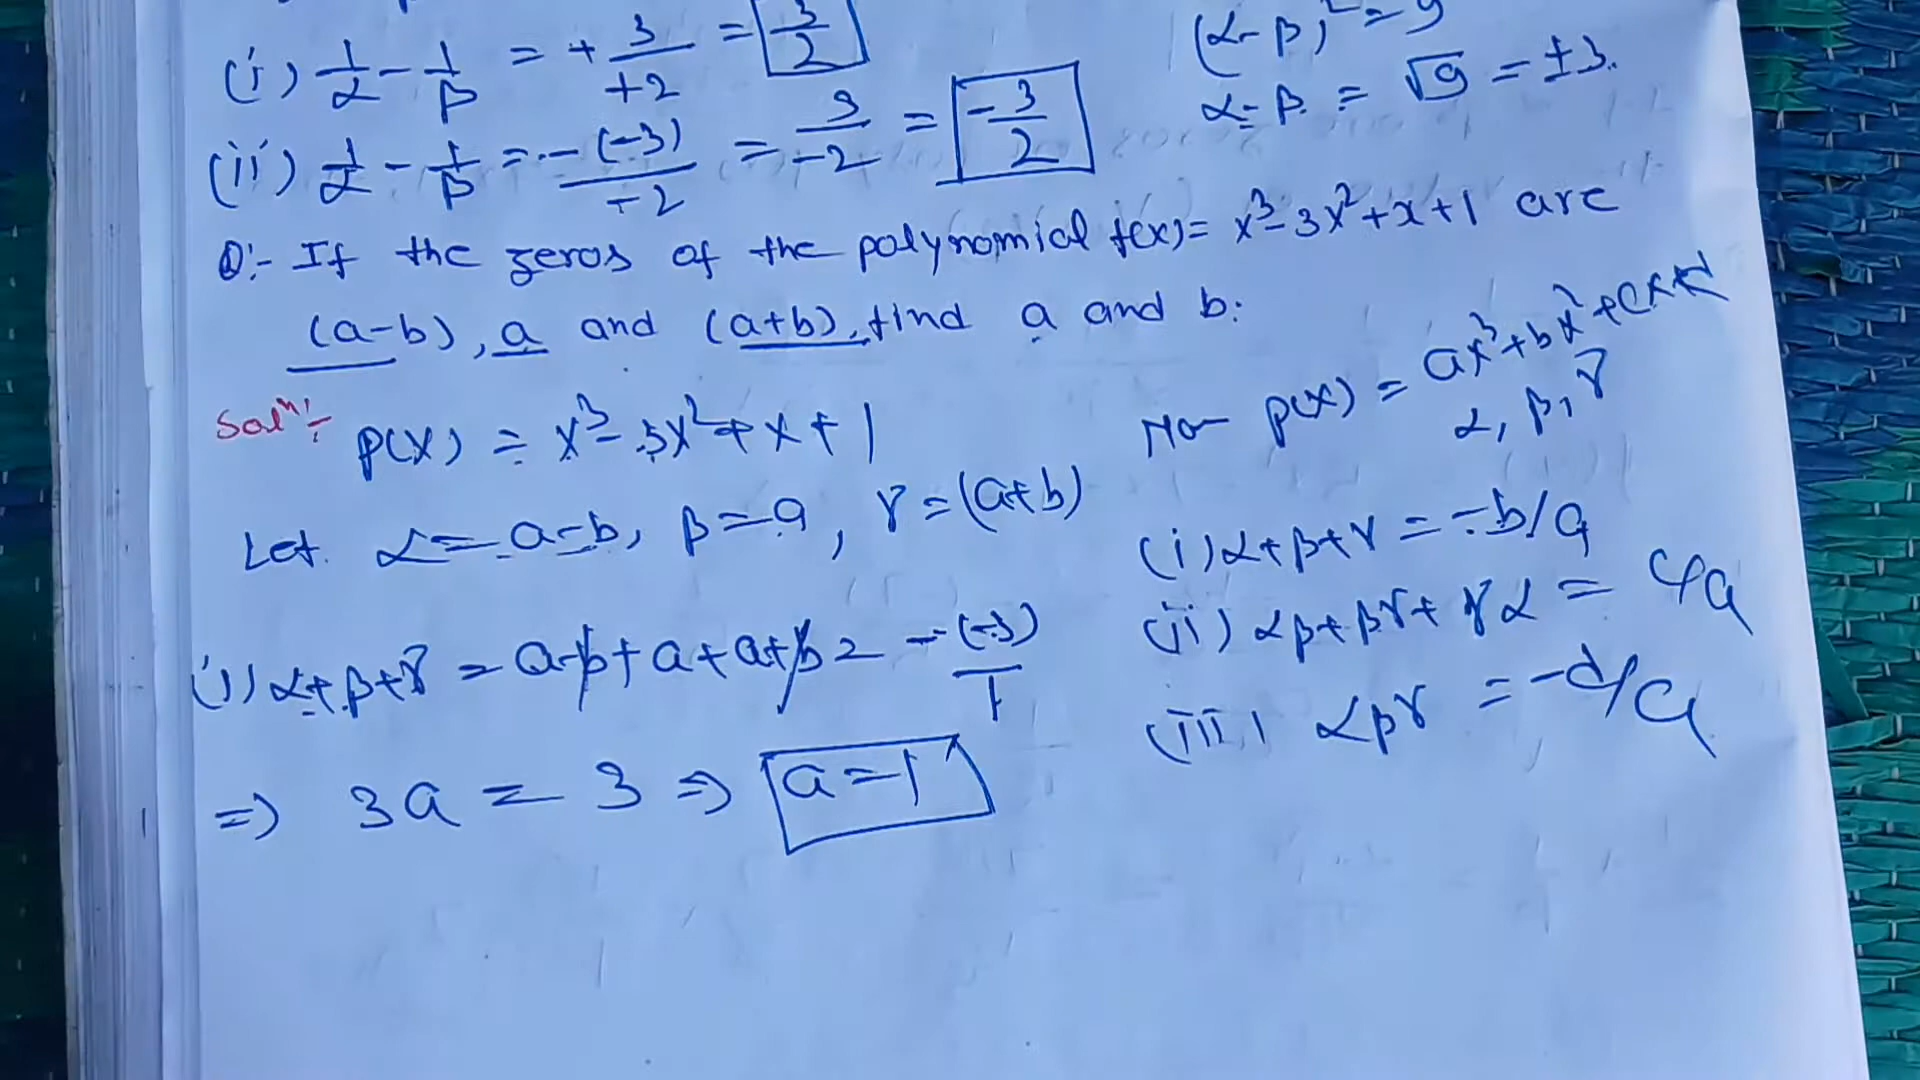 (i) 1/α - 1/β = + 3/+2 = 3/2
(α-β)² = 9
α-β = √9 = ±3.
(ii) 1/α - 1/β = -(-3)/-2 = 3/-2 = -3/2
Q:- If the zeros of the polynomial f(x)= x³-3x²+x+1 are
(a-b), a and (a+b), find a and b:
Solⁿ:- p(x) = x³-3x²+x+1
Let. α = a-b, β = a, γ = (a+b)
(i) α+β+γ = a-b+a+a+b = -(-3)/1
⇒ 3a = 3 ⇒ a=1
p(x) = ax³+bx²+cx+d
α, β, γ
(i) α+β+γ = -b/a
(ii) αβ+βγ+γα = c/a
(iii) αβγ = -d/a